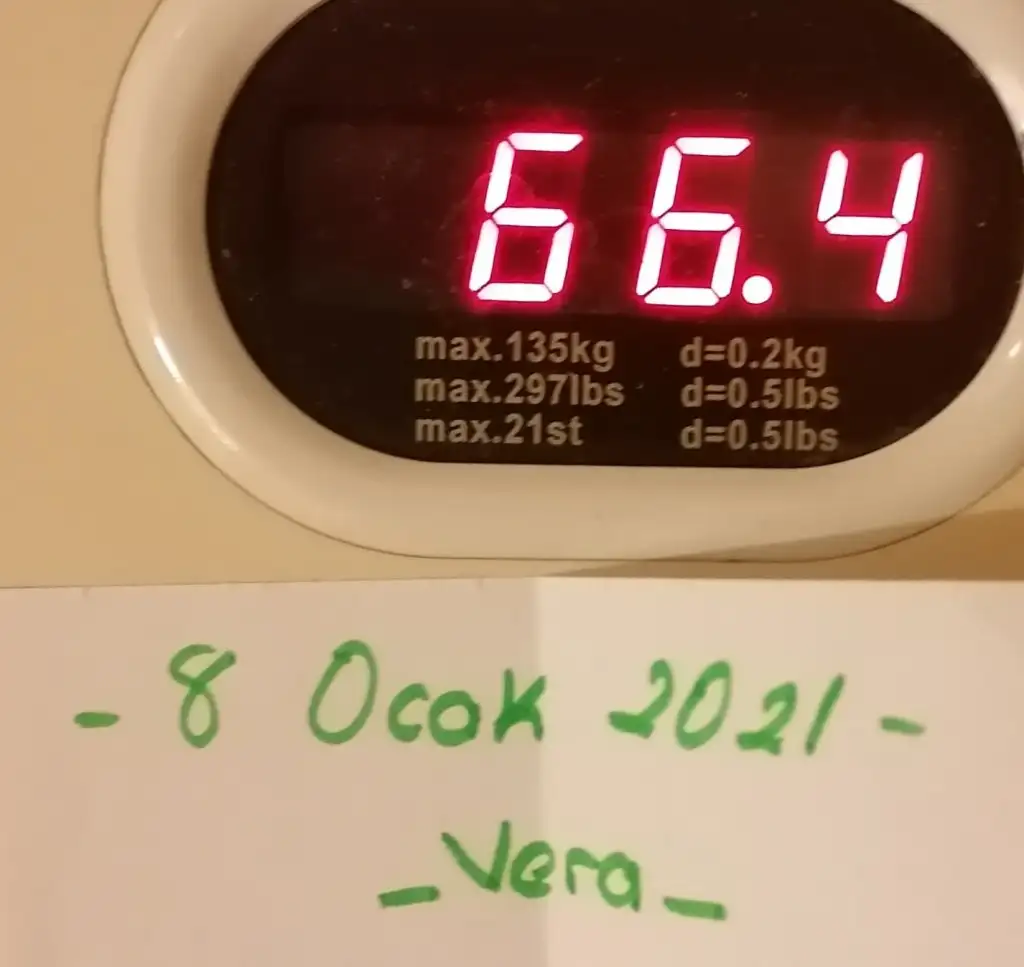 66.4
max.135kg d=0.2kg
max.297lbs d=0.5lbs
max.21st d=0.5lbs
- 8 Ocak 2021 -
_Vera_